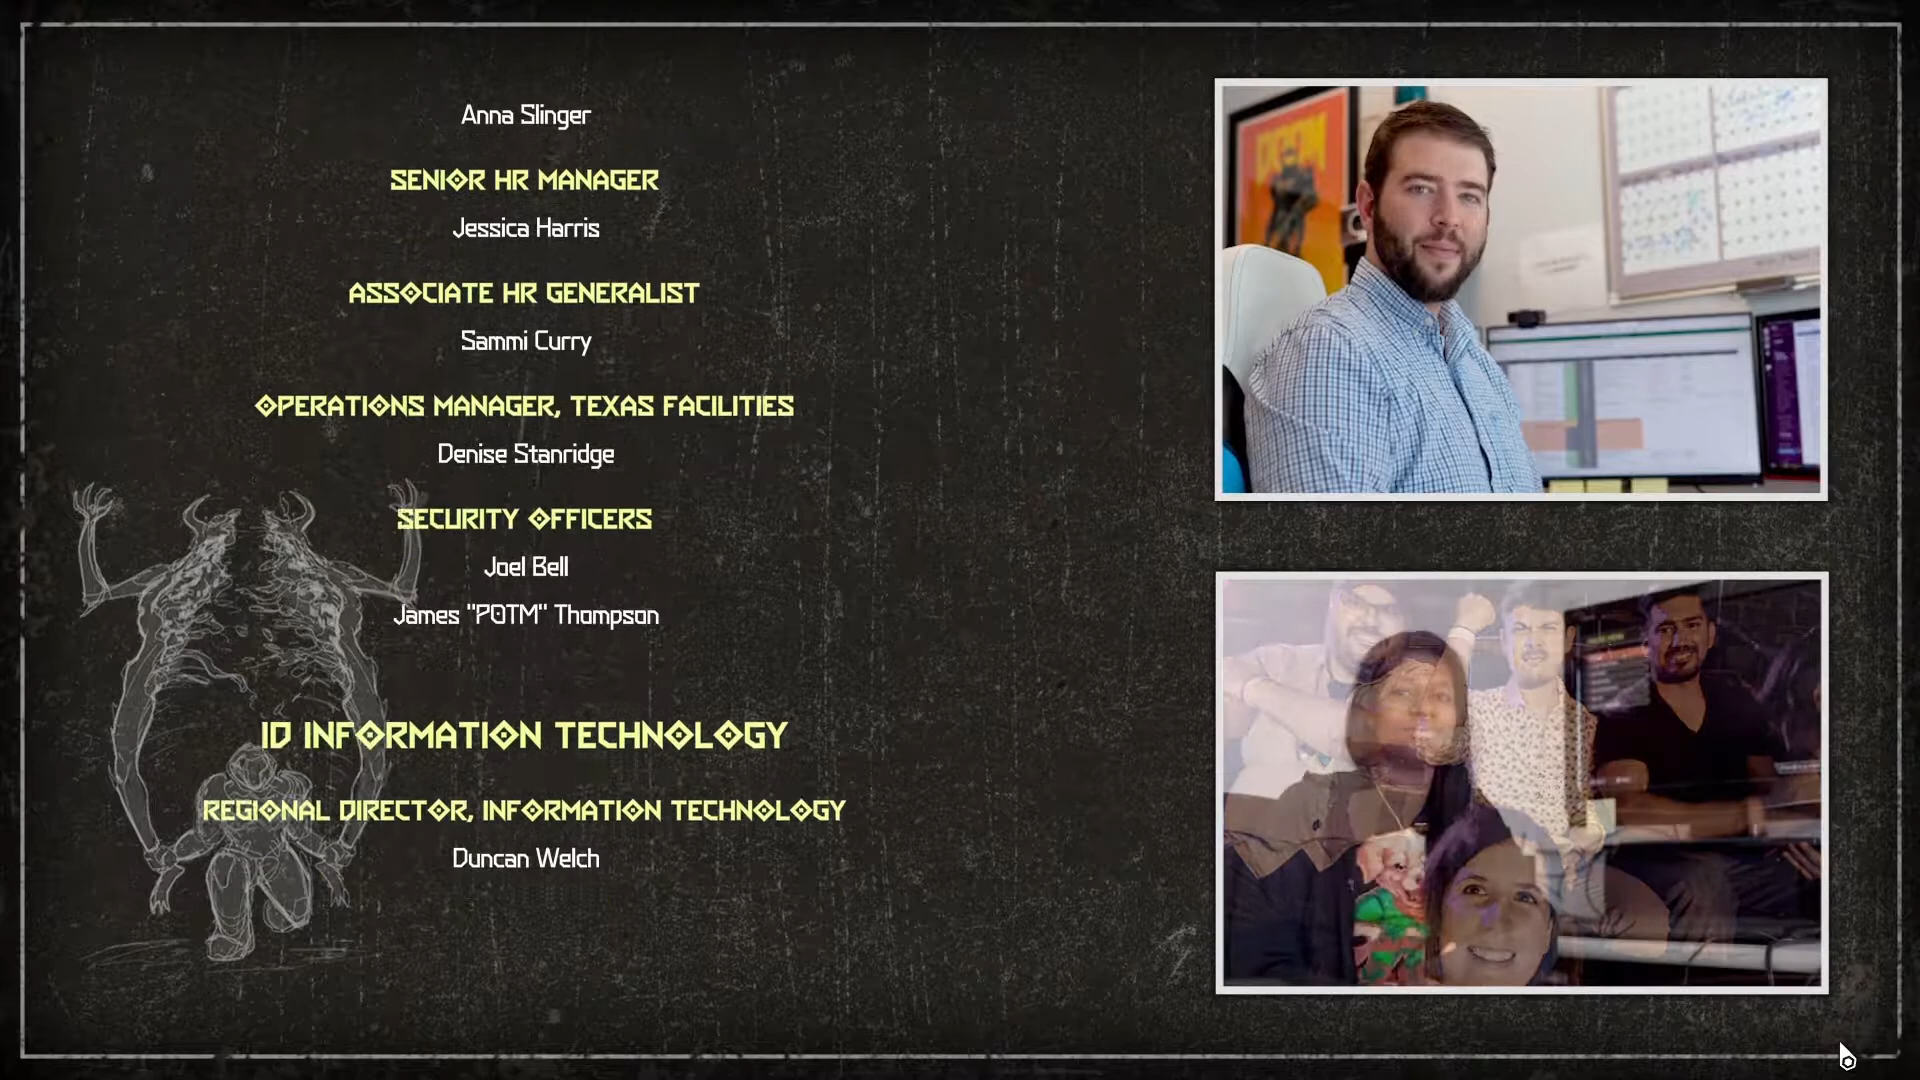 Anna Slinger
SENIOR HR MANAGER
Jessica Harris
ASSOCIATE HR GENERALIST
Sammi Curry
OPERATIONS MANAGER, TEXAS FACILITIES
Denise Stanridge
SECURITY OFFICERS
Joel Bell
James "POTM" Thompson
ID INFORMATION TECHNOLOGY
REGIONAL DIRECTOR, INFORMATION TECHNOLOGY
Duncan Welch
DOOM